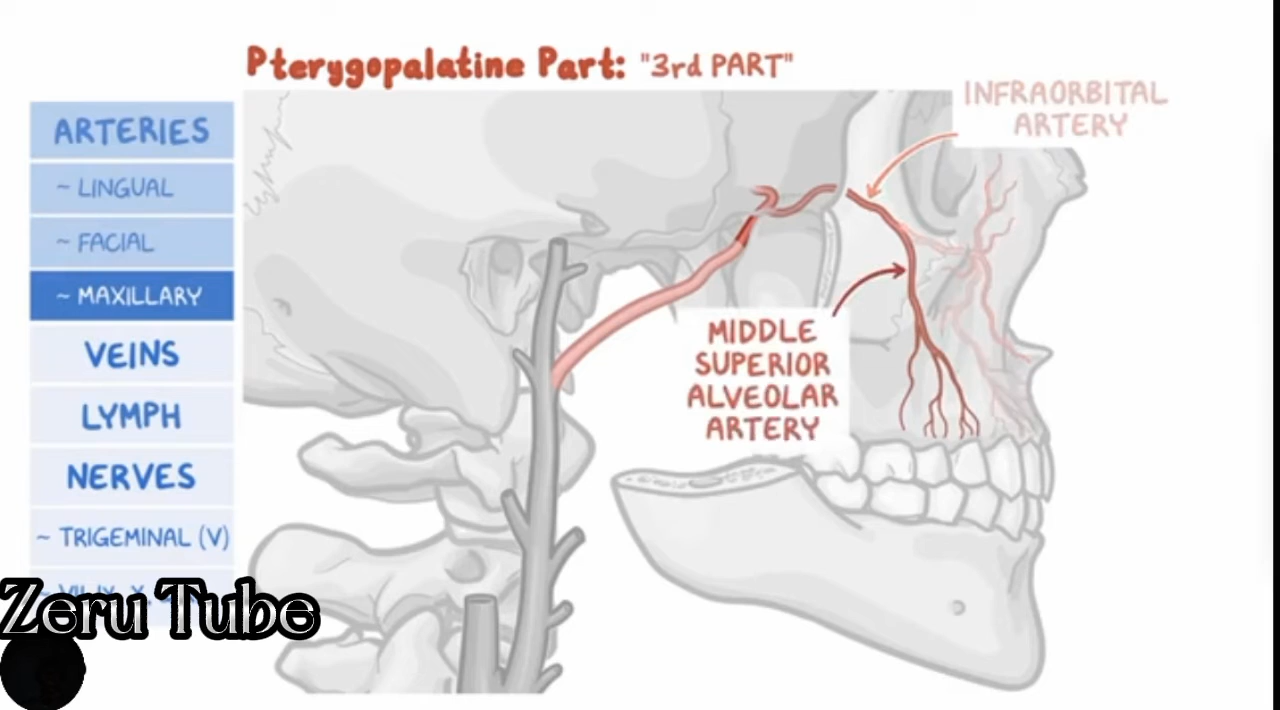 Pterygopalatine Part: "3rd PART"
INFRAORBITAL
ARTERY
ARTERIES
~ LINGUAL
~ FACIAL
~ MAXILLARY
VEINS
LYMPH
NERVES
~ TRIGEMINAL (V)
MIDDLE
SUPERIOR
ALVEOLAR
ARTERY
Zeru Tube